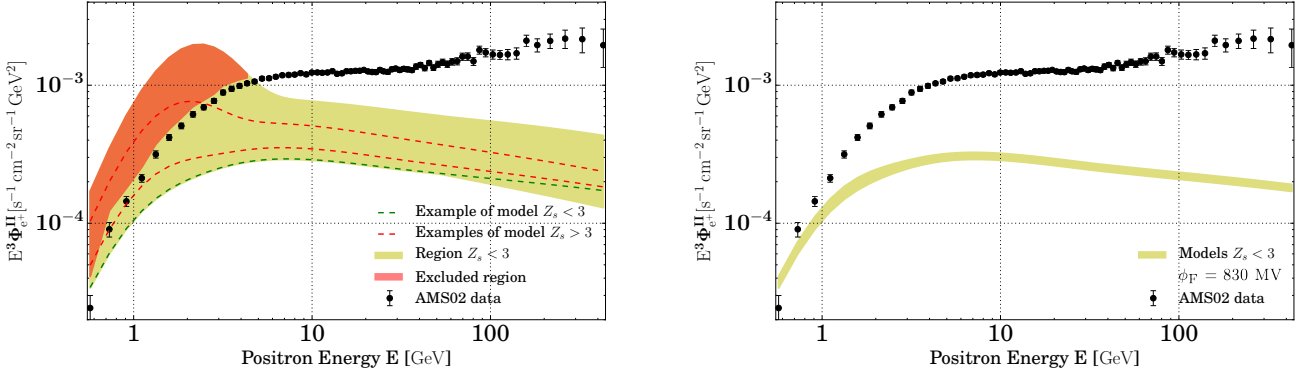 E³Φᴵᴵₑ₊[s⁻¹ cm⁻² sr⁻¹ GeV²]
10⁻³
10⁻⁴
Example of model Zₛ < 3
Examples of model Zₛ > 3
Region Zₛ < 3
Excluded region
AMS02 data
1
10
100
Positron Energy E [GeV]
E³Φᴵᴵₑ₊[s⁻¹ cm⁻² sr⁻¹ GeV²]
10⁻³
10⁻⁴
Models Zₛ < 3
ϕ_F = 830 MV
AMS02 data
1
10
100
Positron Energy E [GeV]